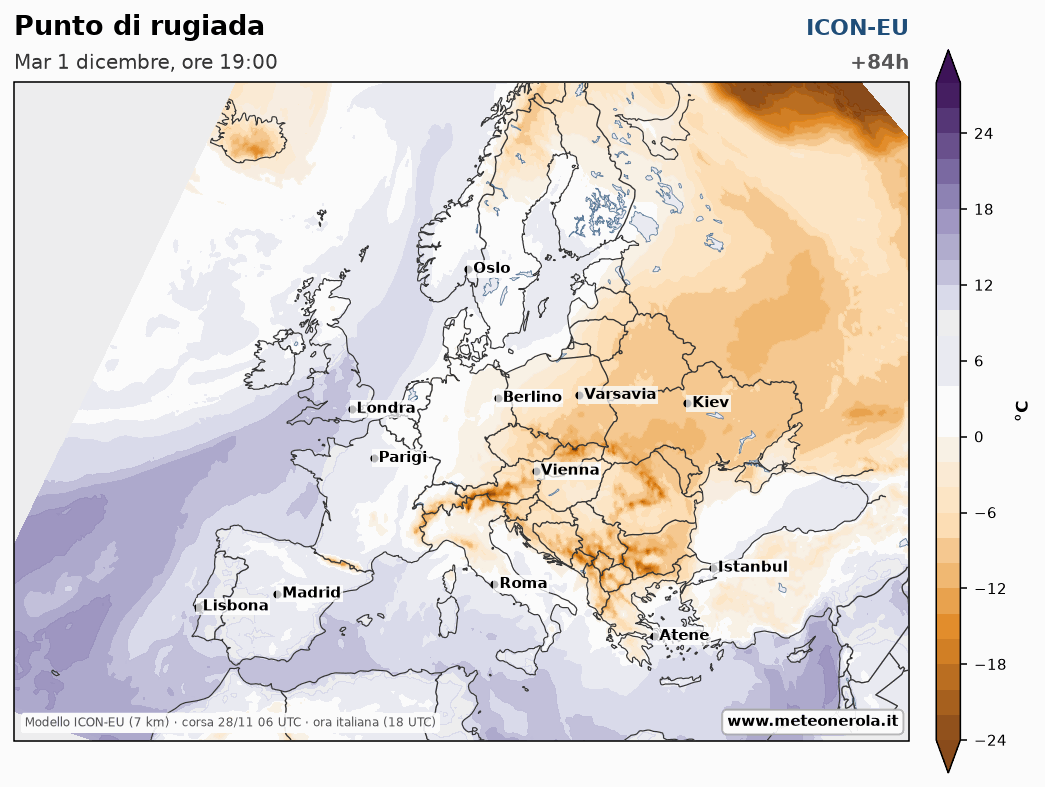 Punto di rugiada
ICON-EU
Mar 1 dicembre, ore 19:00
+84h
24
18
12
6
0
−6
−12
−18
−24
°C
Oslo
Berlino
Varsavia
Kiev
Londra
Parigi
Vienna
Istanbul
Roma
Madrid
Lisbona
Atene
Modello ICON-EU (7 km) · corsa 28/11 06 UTC · ora italiana (18 UTC)
www.meteonerola.it